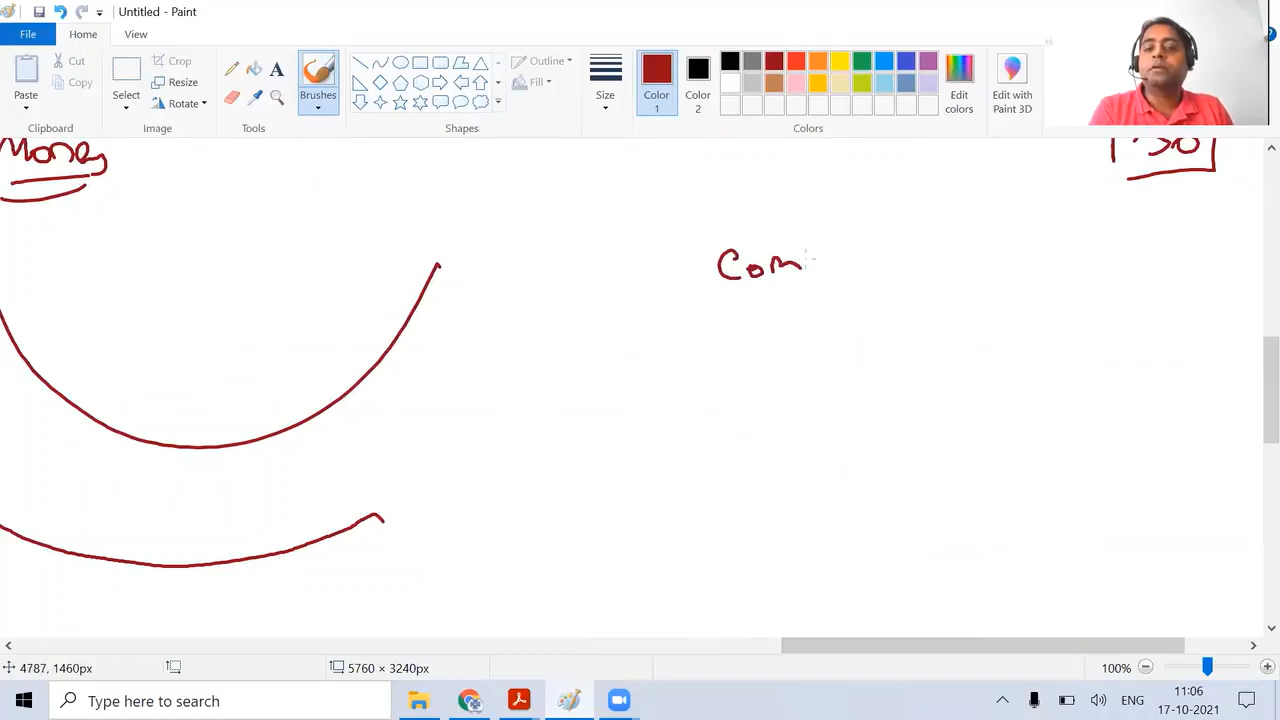 Untitled - Paint
File
Home
View
Paste
Cut
Copy
Clipboard
Select
Crop
Resize
Rotate
Image
Tools
Brushes
Shapes
Outline
Fill
Size
Color 1
Color 2
Colors
Edit colors
Edit with Paint 3D
Money
Com
4787, 1460px
5760 × 3240px
100%
Type here to search
ENG
11:06
17-10-2021